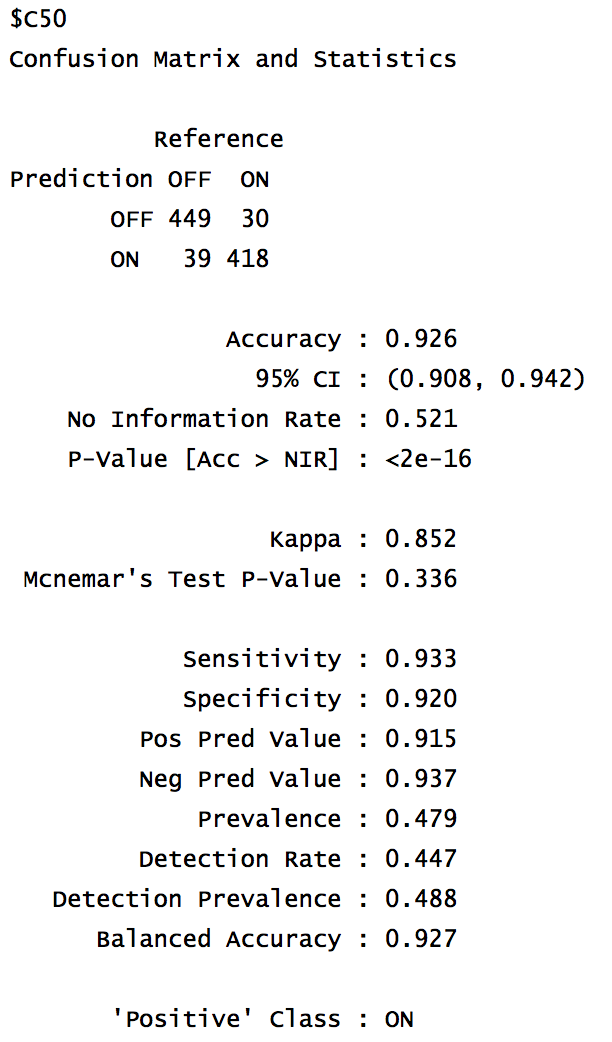 $C50
Confusion Matrix and Statistics
Reference
Prediction OFF ON
OFF 449 30
ON 39 418
Accuracy : 0.926
95% CI : (0.908, 0.942)
No Information Rate : 0.521
P-Value [Acc > NIR] : <2e-16
Kappa : 0.852
Mcnemar's Test P-Value : 0.336
Sensitivity : 0.933
Specificity : 0.920
Pos Pred Value : 0.915
Neg Pred Value : 0.937
Prevalence : 0.479
Detection Rate : 0.447
Detection Prevalence : 0.488
Balanced Accuracy : 0.927
'Positive' Class : ON